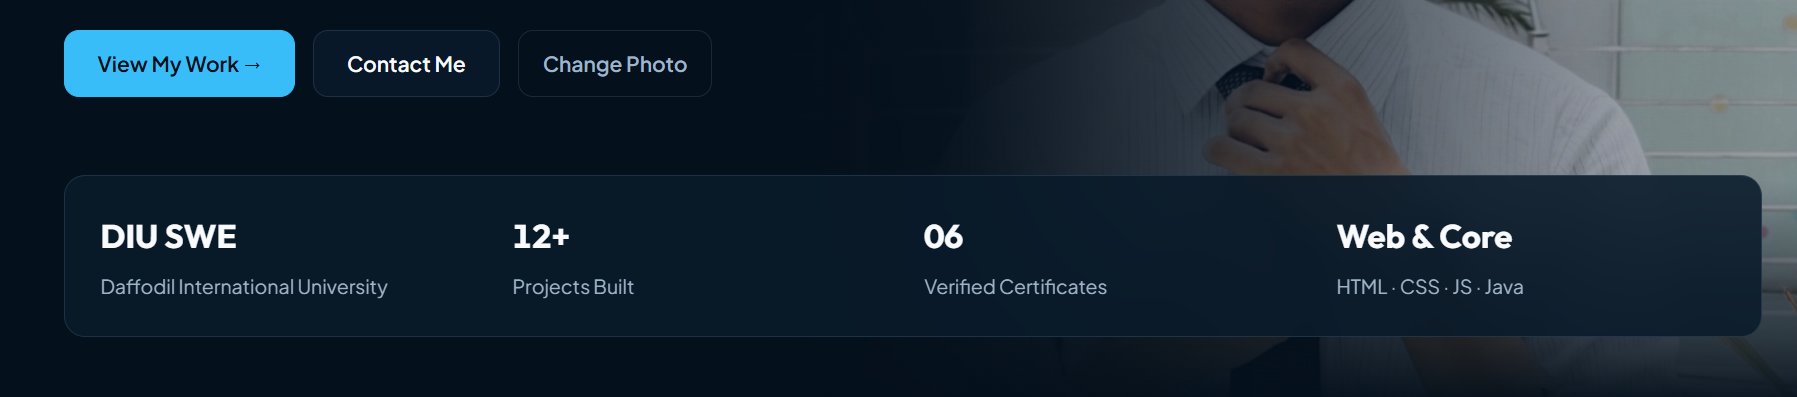 View My Work →
Contact Me
Change Photo
DIU SWE
Daffodil International University
12+
Projects Built
06
Verified Certificates
Web & Core
HTML · CSS · JS · Java